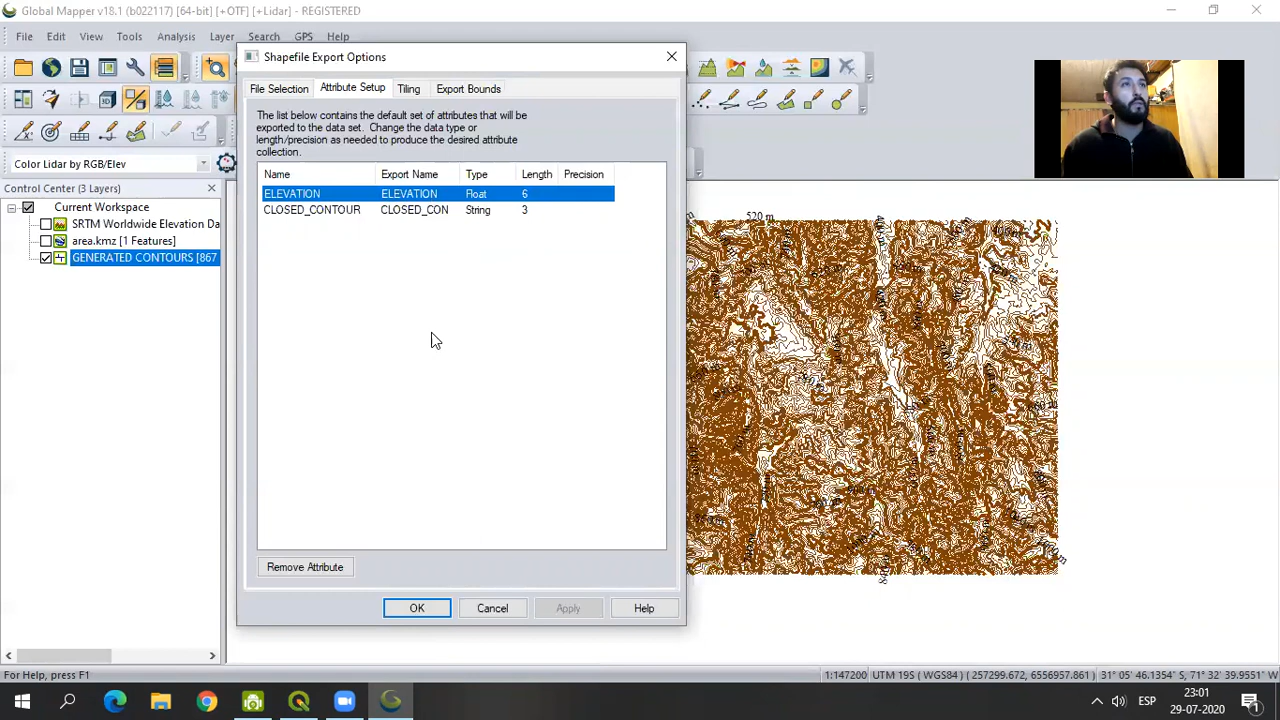 Global Mapper v18.1 (b022117) [64-bit] [+OTF] [+Lidar] - REGISTERED
File Edit View Tools Analysis Layer Search GPS Help
Shapefile Export Options
File Selection Attribute Setup Tiling Export Bounds
The list below contains the default set of attributes that will be
exported to the data set. Change the data type or
length/precision as needed to produce the desired attribute
collection.
Name Export Name Type Length Precision
ELEVATION ELEVATION Float 6
CLOSED_CONTOUR CLOSED_CON String 3
Remove Attribute
OK Cancel Apply Help
Color Lidar by RGB/Elev
Control Center (3 Layers)
Current Workspace
SRTM Worldwide Elevation Da
area.kmz [1 Features]
GENERATED CONTOURS [867
520 m
For Help, press F1
1:147200 UTM 19S (WGS84) ( 257299.672, 6556957.861 ) 31° 05' 46.1354" S, 71° 32' 39.9551" W
ESP
23:01
29-07-2020